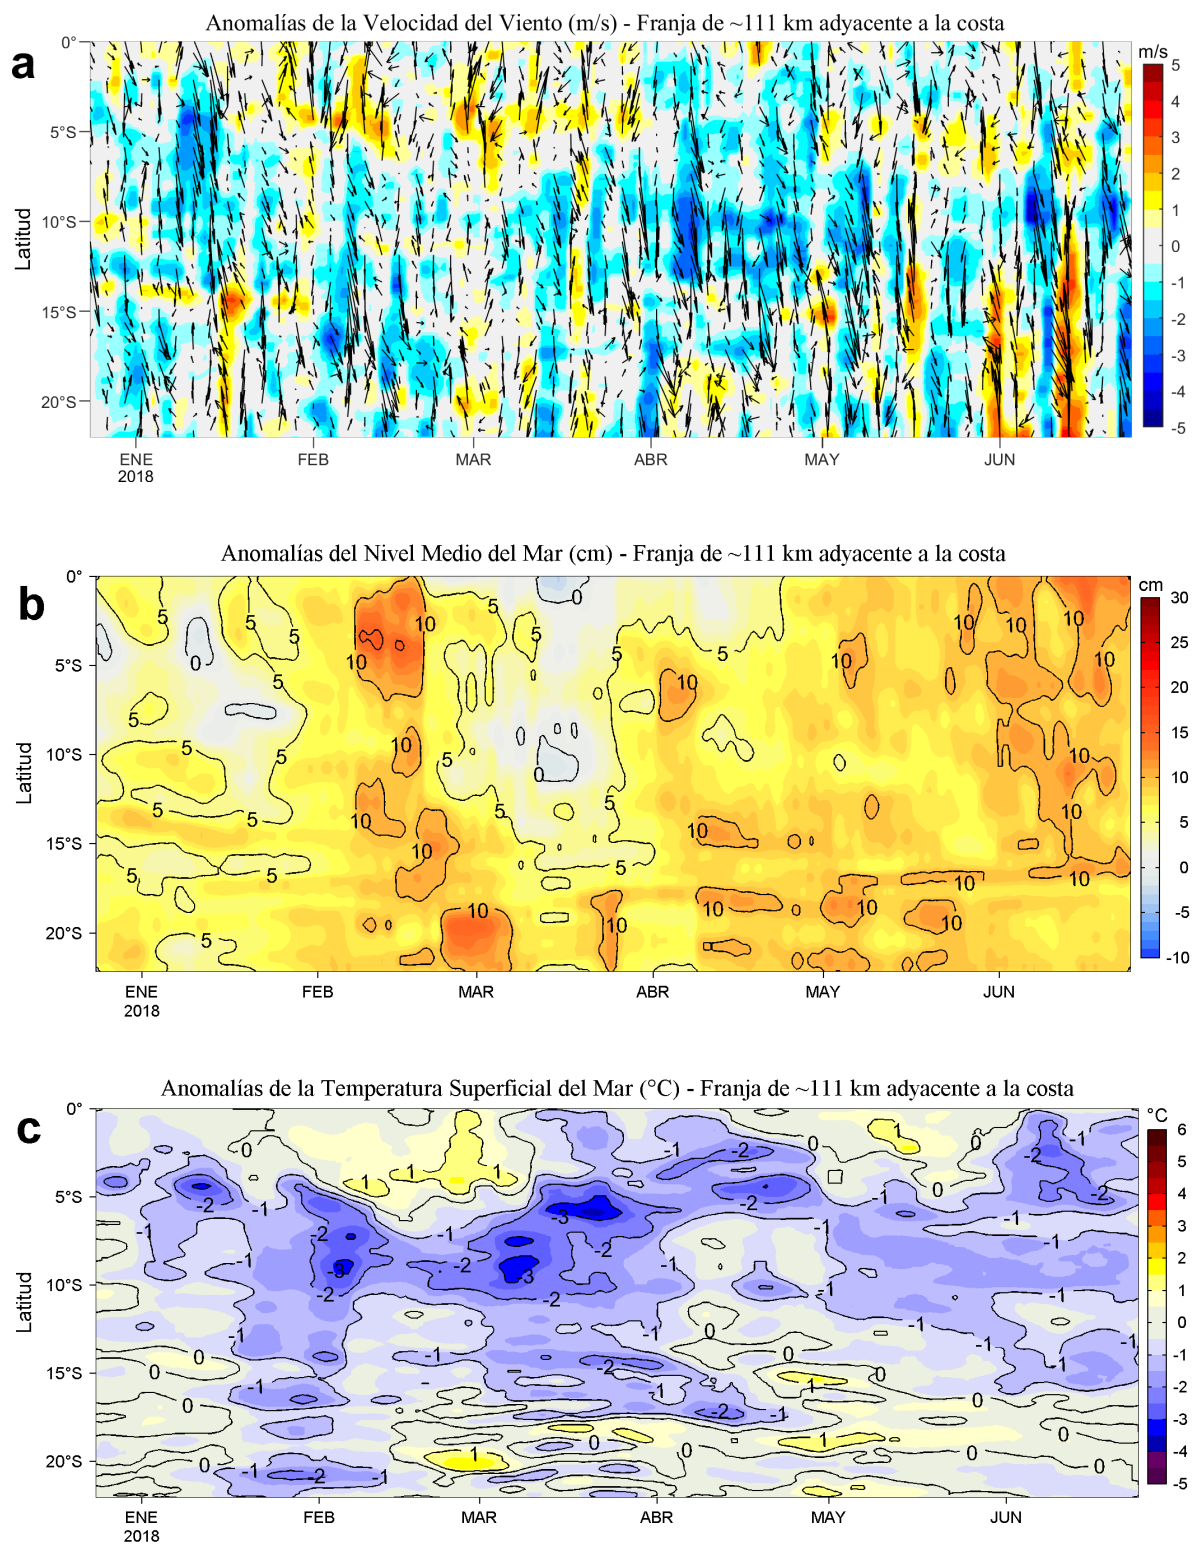 Anomalías de la Velocidad del Viento (m/s) - Franja de ~111 km adyacente a la costa
a
m/s
0°
5°S
10°S
15°S
20°S
Latitud
5
4
3
2
1
0
-1
-2
-3
-4
-5
ENE FEB MAR ABR MAY JUN
2018
Anomalías del Nivel Medio del Mar (cm) - Franja de ~111 km adyacente a la costa
b
cm
0°
5°S
10°S
15°S
20°S
Latitud
30
25
20
15
10
5
0
-5
-10
ENE FEB MAR ABR MAY JUN
2018
Anomalías de la Temperatura Superficial del Mar (°C) - Franja de ~111 km adyacente a la costa
c
°C
0°
5°S
10°S
15°S
20°S
Latitud
6
5
4
3
2
1
0
-1
-2
-3
-4
-5
ENE FEB MAR ABR MAY JUN
2018